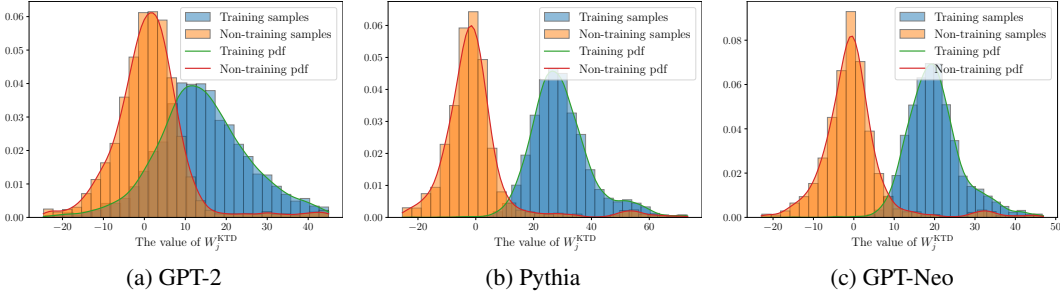 0.06
0.05
0.04
0.03
0.02
0.01
0.00
−20 −10 0 10 20 30 40
The value of W_j^KTD
Training samples
Non-training samples
Training pdf
Non-training pdf
(a) GPT-2
0.06
0.05
0.04
0.03
0.02
0.01
0.00
−20 0 20 40 60
The value of W_j^KTD
Training samples
Non-training samples
Training pdf
Non-training pdf
(b) Pythia
0.08
0.06
0.04
0.02
0.00
−20 −10 0 10 20 30 40 50
The value of W_j^KTD
Training samples
Non-training samples
Training pdf
Non-training pdf
(c) GPT-Neo